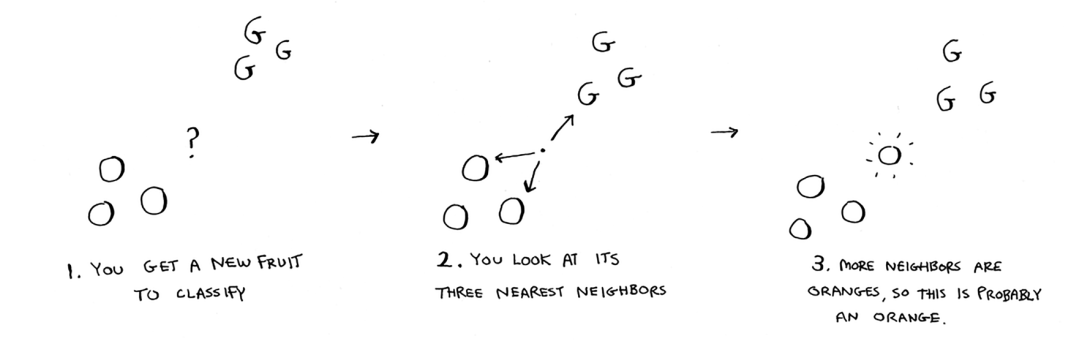 G
G
G
?
O
O
O
1. YOU GET A NEW FRUIT
TO CLASSIFY
G
G
G
O
O
O
2. YOU LOOK AT ITS
THREE NEAREST NEIGHBORS
G
G
G
O
O
O
O
3. MORE NEIGHBORS ARE
ORANGES, SO THIS IS PROBABLY
AN ORANGE.